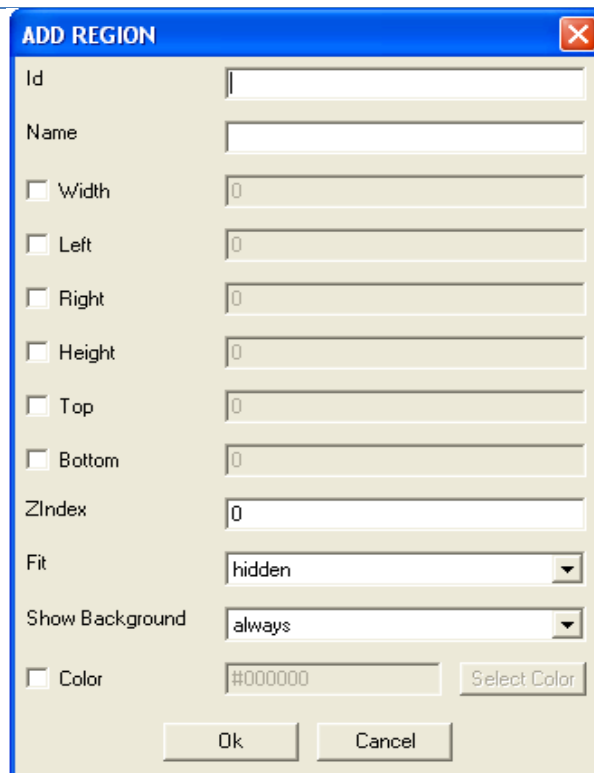 ADD REGION
Id
Name
Width 0
Left 0
Right 0
Height 0
Top 0
Bottom 0
ZIndex 0
Fit hidden
Show Background always
Color #000000 Select Color
Ok Cancel